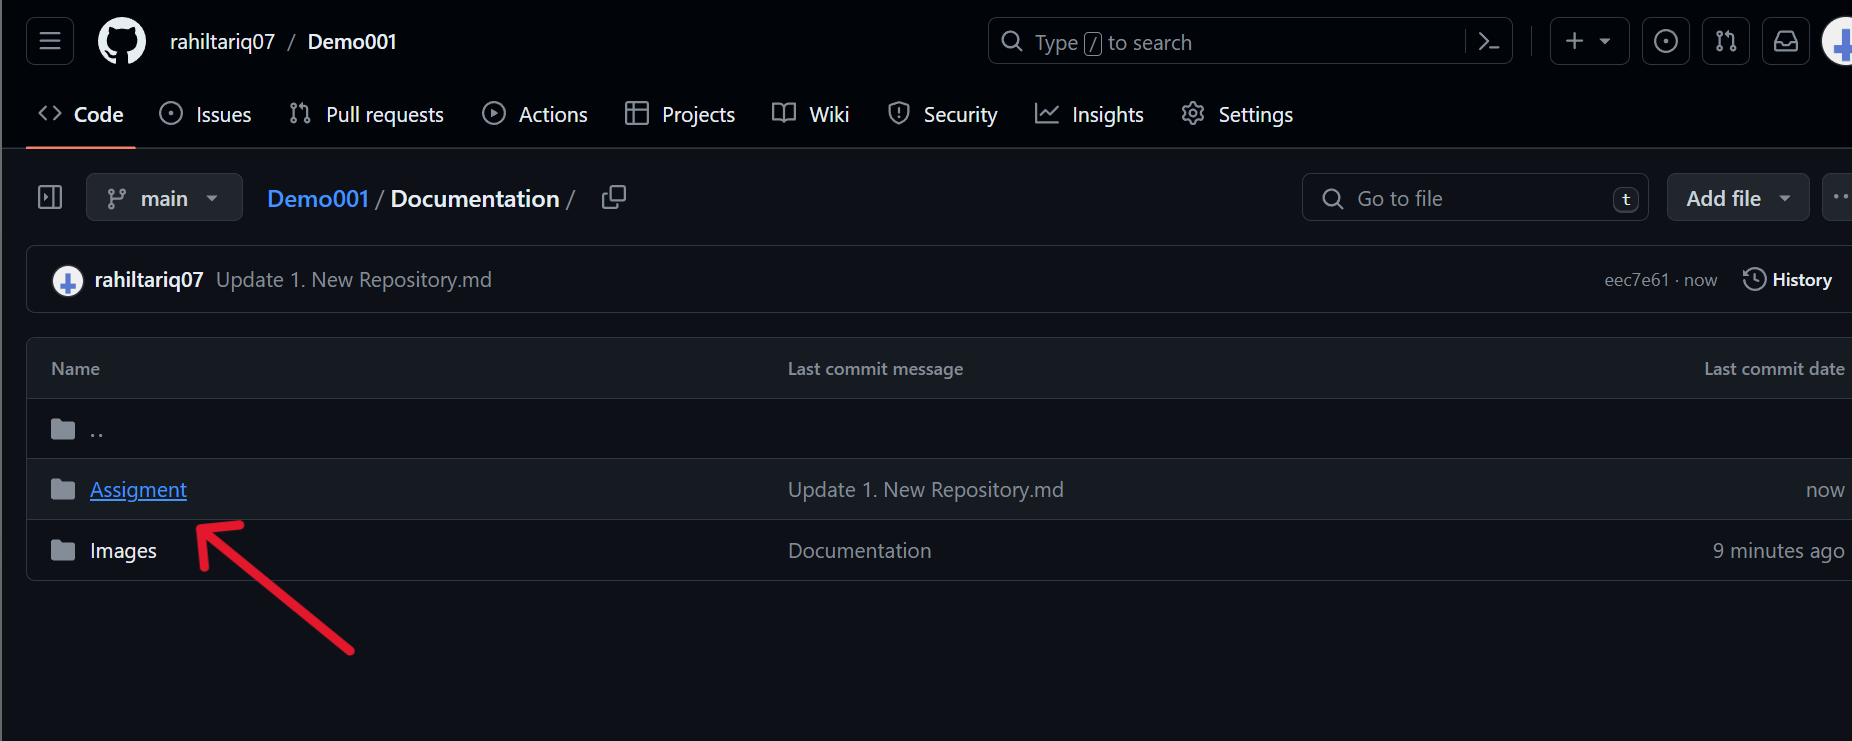 rahiltariq07 / Demo001
Type / to search
Code Issues Pull requests Actions Projects Wiki Security Insights Settings
main Demo001 / Documentation / Go to file t Add file
rahiltariq07 Update 1. New Repository.md eec7e61 · now History
Name Last commit message Last commit date
..
Assigment Update 1. New Repository.md now
Images Documentation 9 minutes ago